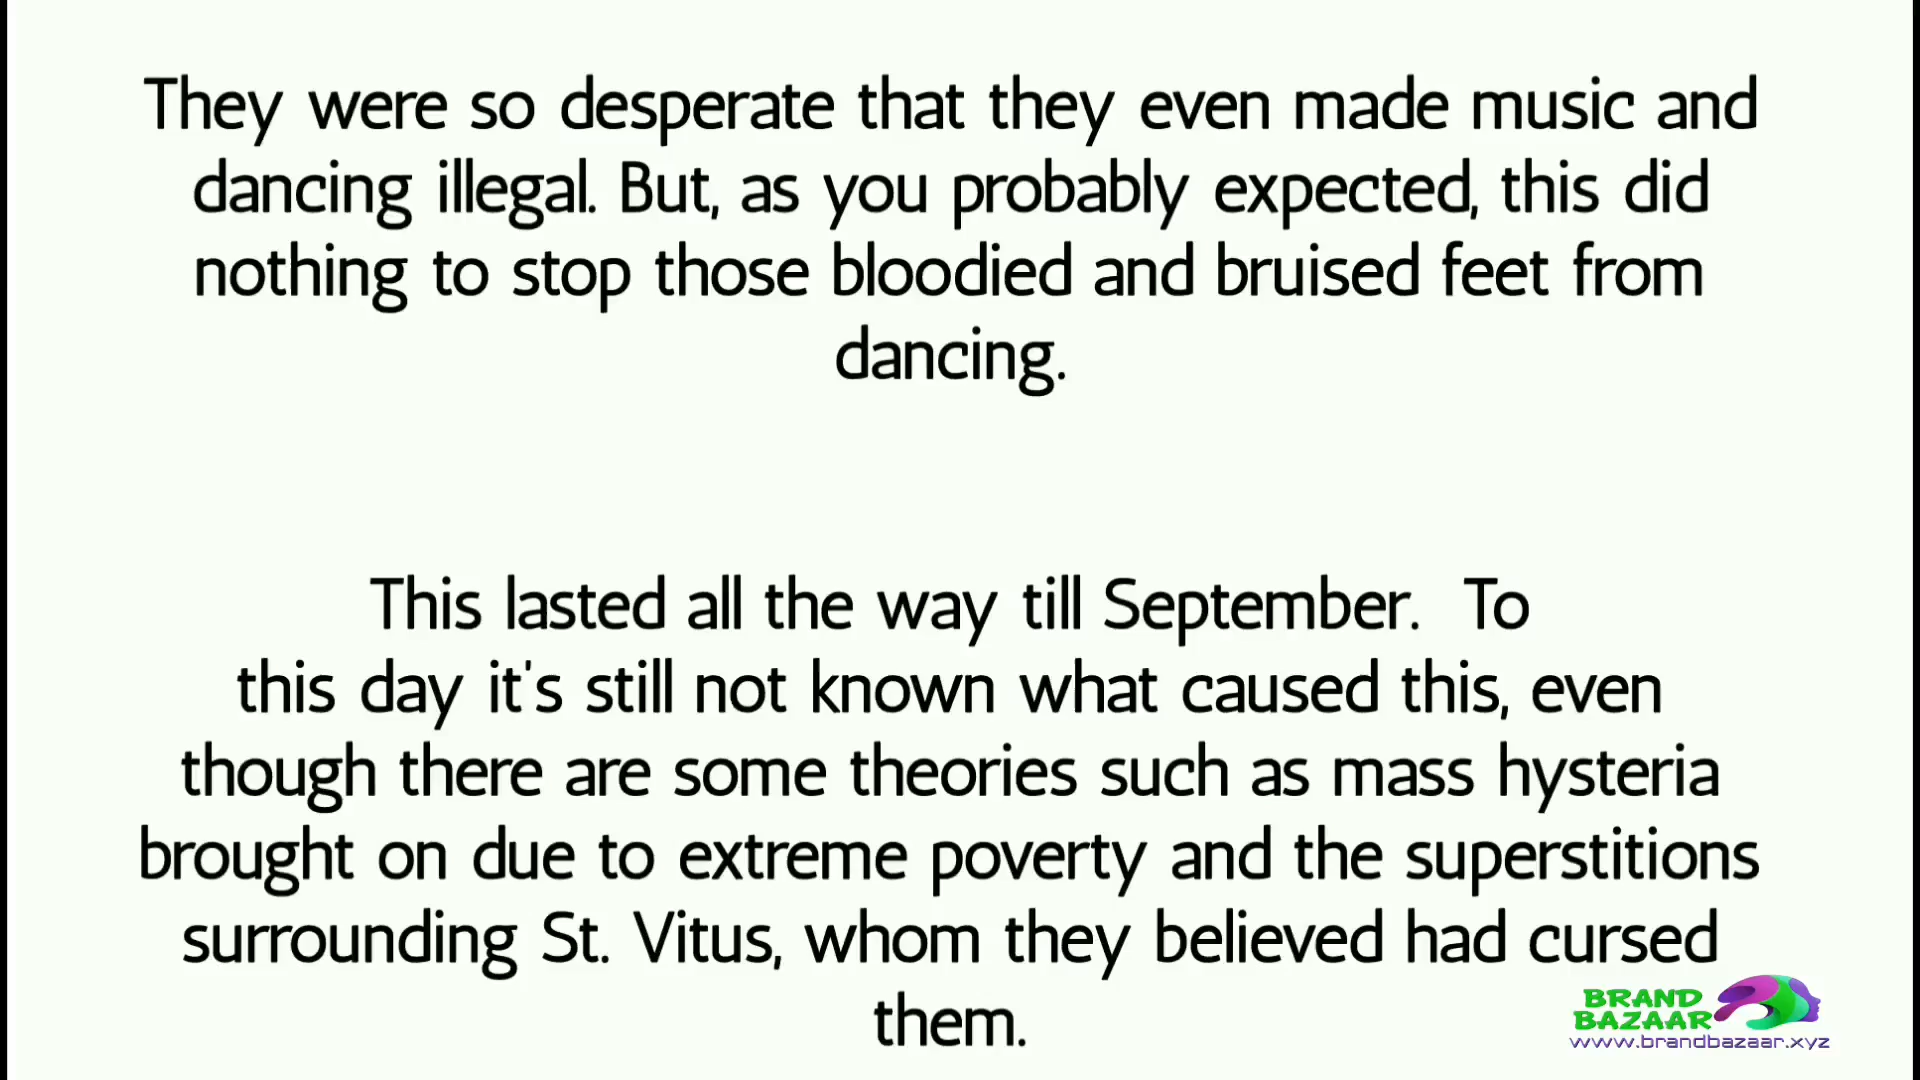 They were so desperate that they even made music and
dancing illegal. But, as you probably expected, this did
nothing to stop those bloodied and bruised feet from
dancing.
This lasted all the way till September.  To
this day it's still not known what caused this, even
though there are some theories such as mass hysteria
brought on due to extreme poverty and the superstitions
surrounding St. Vitus, whom they believed had cursed
them.
BRAND
BAZAAR
www.brandbazaar.xyz